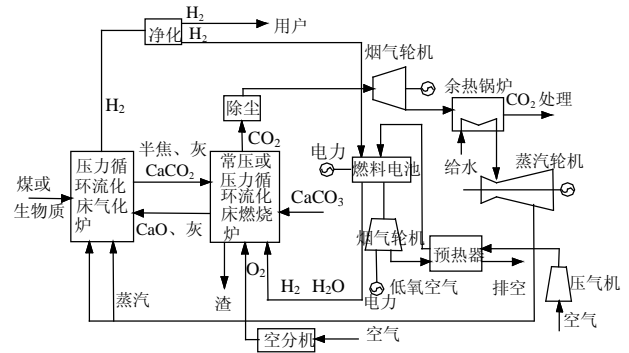 H2
用户
净化
H2
烟气轮机
余热锅炉
CO2 处理
除尘
H2
CO2
电力
给水
蒸汽轮机
半焦、灰
CaCO2
常压或
压力循
环流化
床燃烧
炉
燃料电池
压力循
环流化
床气化
炉
煤或
生物质
CaCO3
CaO、灰
烟气轮机
预热器
O2
H2 H2O
低氧空气
排空
压气机
渣
电力
蒸汽
空分机
空气
空气